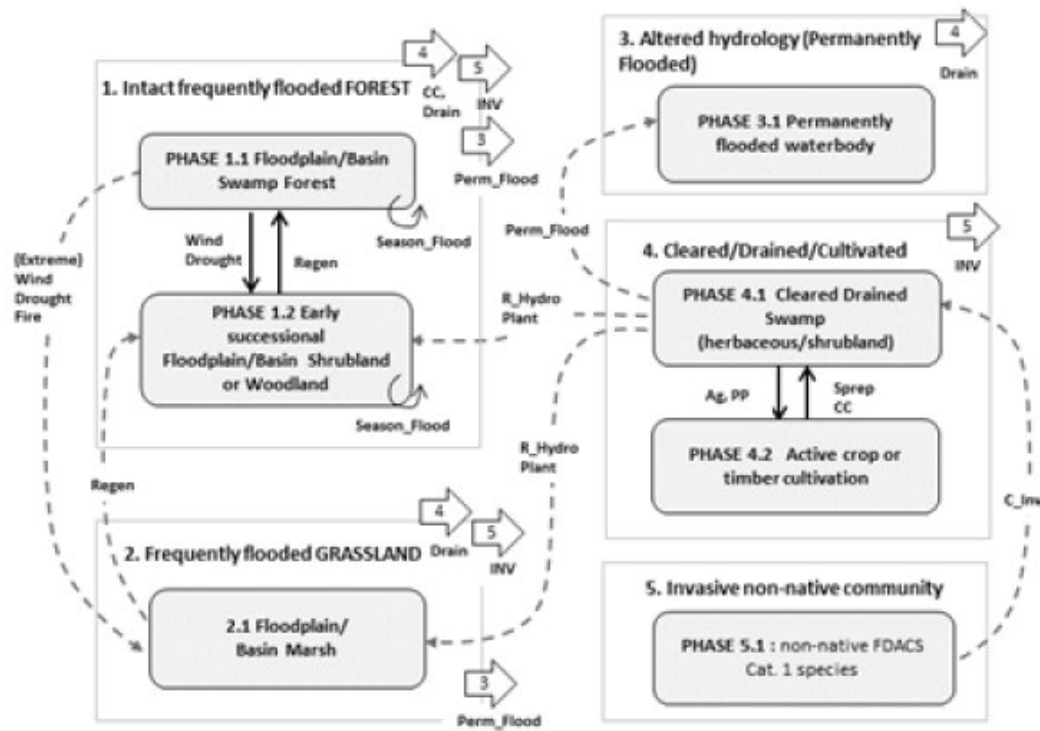 4
5
1. Intact frequently flooded FOREST
CC,
Drain
INV
3
Perm_Flood
PHASE 1.1 Floodplain/Basin
Swamp Forest
Season_Flood
Wind
Drought
Regen
(Extreme)
Wind
Drought
Fire
PHASE 1.2 Early
successional
Floodplain/Basin Shrubland
or Woodland
Season_Flood
Regen
4
5
2. Frequently flooded GRASSLAND
Drain
INV
2.1 Floodplain/
Basin Marsh
3
Perm_Flood
3. Altered hydrology (Permanently
Flooded)
4
Drain
PHASE 3.1 Permanently
flooded waterbody
Perm_Flood
R_Hydro
Plant
R_Hydro
Plant
5
INV
4. Cleared/Drained/Cultivated
PHASE 4.1 Cleared Drained
Swamp
(herbaceous/shrubland)
Ag, PP
Sprep
CC
PHASE 4.2 Active crop or
timber cultivation
C_Inv
5. Invasive non-native community
PHASE 5.1 : non-native FDACS
Cat. 1 species